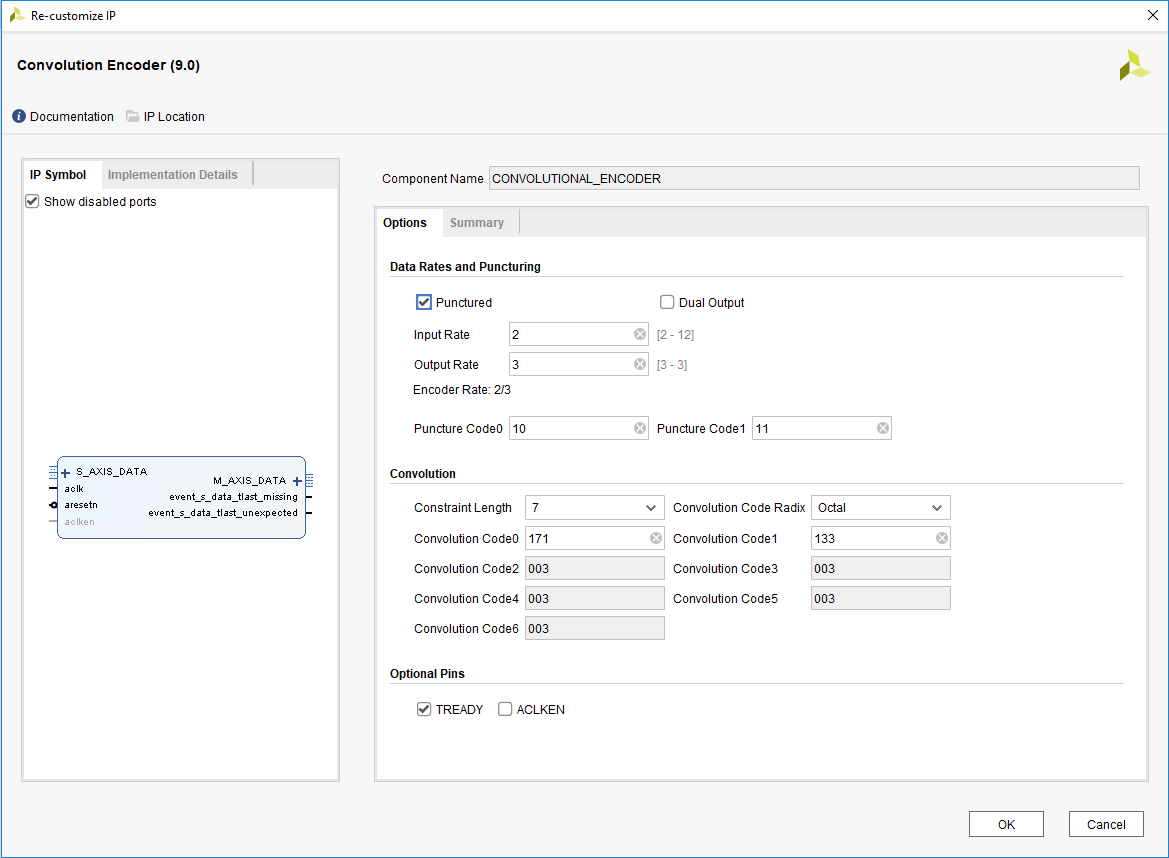 Re-customize IP
Convolution Encoder (9.0)
Documentation IP Location
IP Symbol Implementation Details
Show disabled ports
S_AXIS_DATA
aclk
aresetn
aclken
M_AXIS_DATA
event_s_data_tlast_missing
event_s_data_tlast_unexpected
Component Name CONVOLUTIONAL_ENCODER
Options Summary
Data Rates and Puncturing
Punctured Dual Output
Input Rate 2 [2 - 12]
Output Rate 3 [3 - 3]
Encoder Rate: 2/3
Puncture Code0 10 Puncture Code1 11
Convolution
Constraint Length 7 Convolution Code Radix Octal
Convolution Code0 171 Convolution Code1 133
Convolution Code2 003 Convolution Code3 003
Convolution Code4 003 Convolution Code5 003
Convolution Code6 003
Optional Pins
TREADY ACLKEN
OK Cancel